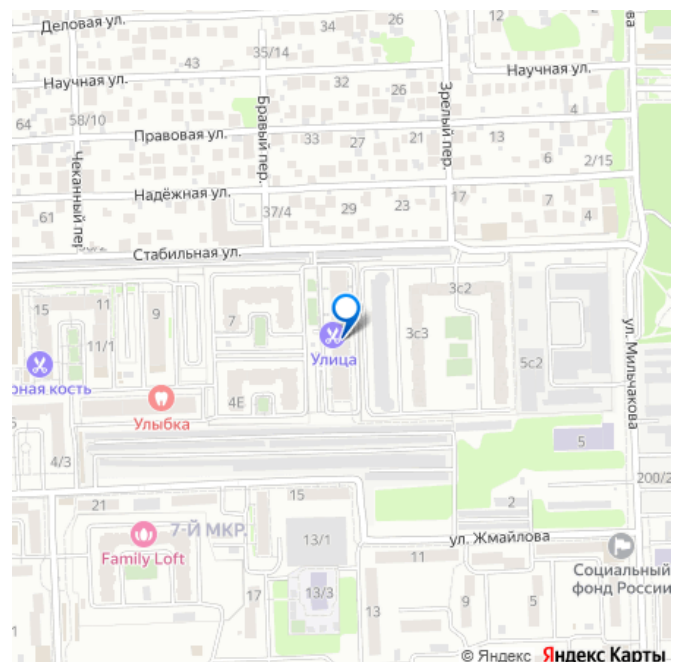 Деловая ул.
34
26
12
35/14
43
Научная ул.
32
26
Научная ул.
4
64
58/10
Правовая ул.
Бравый пер.
33
27
21
Зрелый пер.
13
6
2/15
Чеканный пер.
Надёжная ул.
61
37/4
29
23
17
7
4
Стабильная ул.
15
11
9
7
3с2
3с3
11/1
Улица
5с2
ул. Мильчакова
рная кость
Улыбка
4Е
4/3
5
200/2
21
15
2
7-Й МКР.
13/1
ул. Жмайлова
Family Loft
11
Социальный
фонд России
17
13/3
13
9
5
© Яндекс Яндекс Карты